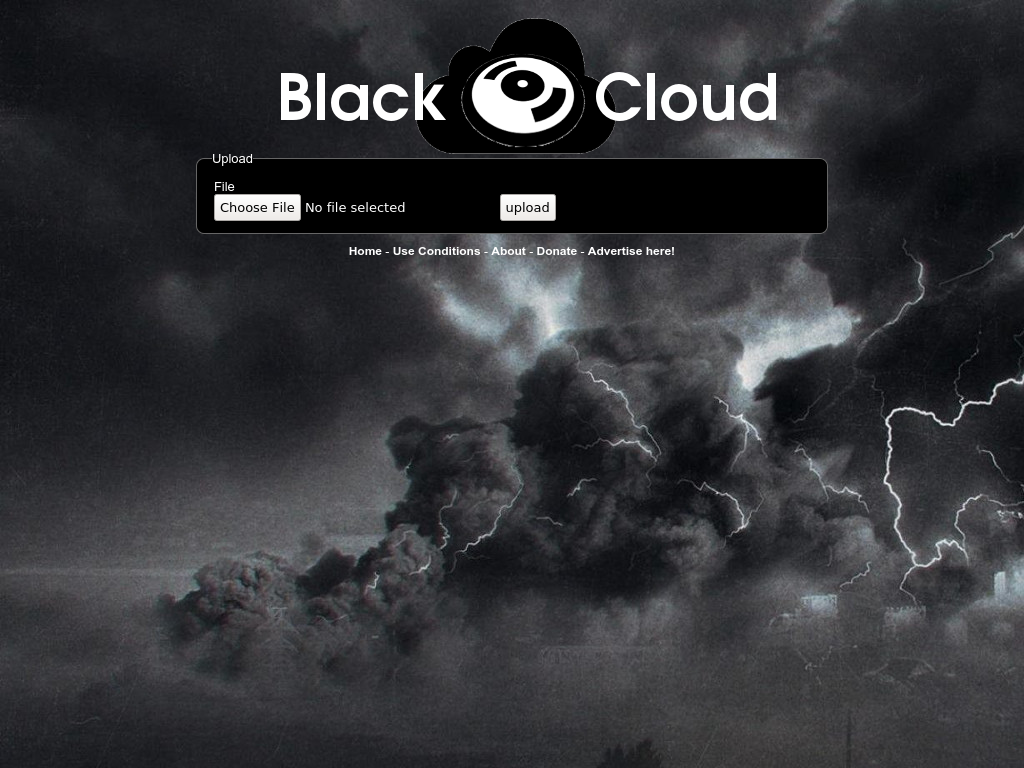 Black Cloud
Upload
File
Choose File No file selected upload
Home - Use Conditions - About - Donate - Advertise here!